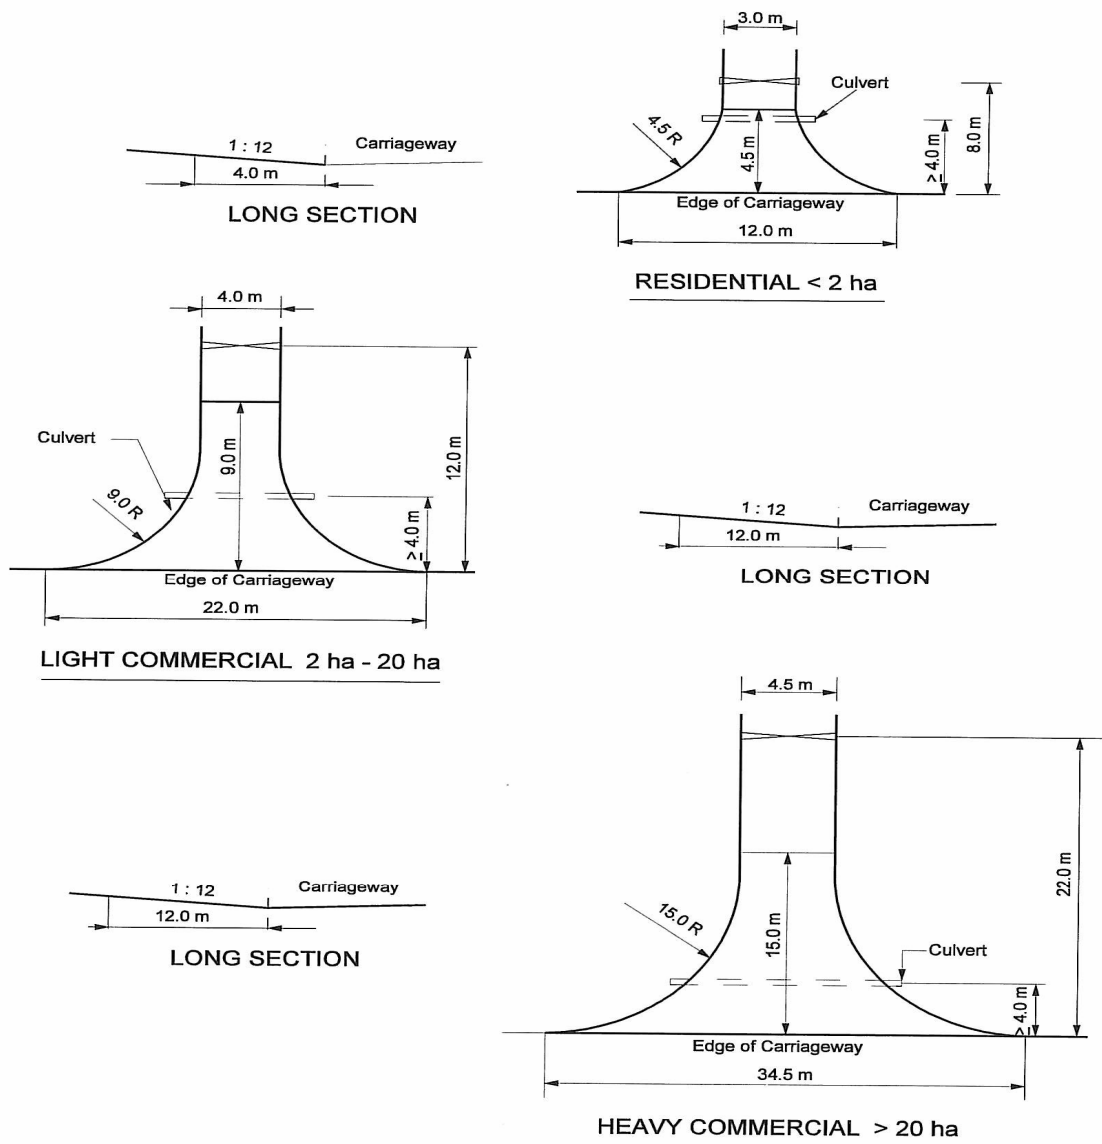 3.0 m
Culvert
4.5 R
4.5 m
≥ 4.0 m
8.0 m
Edge of Carriageway
12.0 m
RESIDENTIAL < 2 ha
1 : 12
Carriageway
4.0 m
LONG SECTION
4.0 m
Culvert
9.0 R
9.0 m
12.0 m
≥ 4.0 m
Edge of Carriageway
22.0 m
LIGHT COMMERCIAL 2 ha - 20 ha
1 : 12
Carriageway
12.0 m
LONG SECTION
4.5 m
22.0 m
15.0 R
15.0 m
Culvert
≥ 4.0 m
Edge of Carriageway
34.5 m
HEAVY COMMERCIAL > 20 ha
1 : 12
Carriageway
12.0 m
LONG SECTION